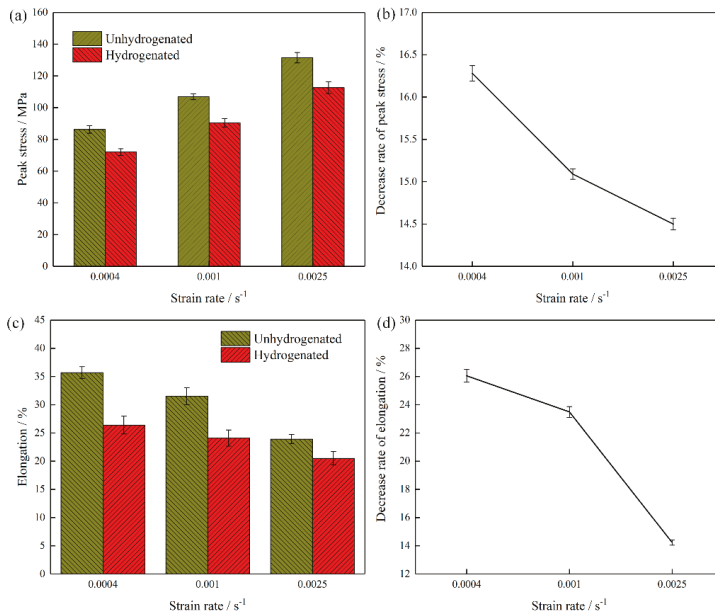 (a)
Unhydrogenated
Hydrogenated
Peak stress / MPa
160
140
120
100
80
60
40
20
0
0.0004
0.001
0.0025
Strain rate / s⁻¹
(b)
Decrease rate of peak stress / %
17.0
16.5
16.0
15.5
15.0
14.5
14.0
0.0004
0.001
0.0025
Strain rate / s⁻¹
(c)
Unhydrogenated
Hydrogenated
Elongation / %
45
40
35
30
25
20
15
10
5
0
0.0004
0.001
0.0025
Strain rate / s⁻¹
(d)
Decrease rate of elongation / %
28
26
24
22
20
18
16
14
12
0.0004
0.001
0.0025
Strain rate / s⁻¹